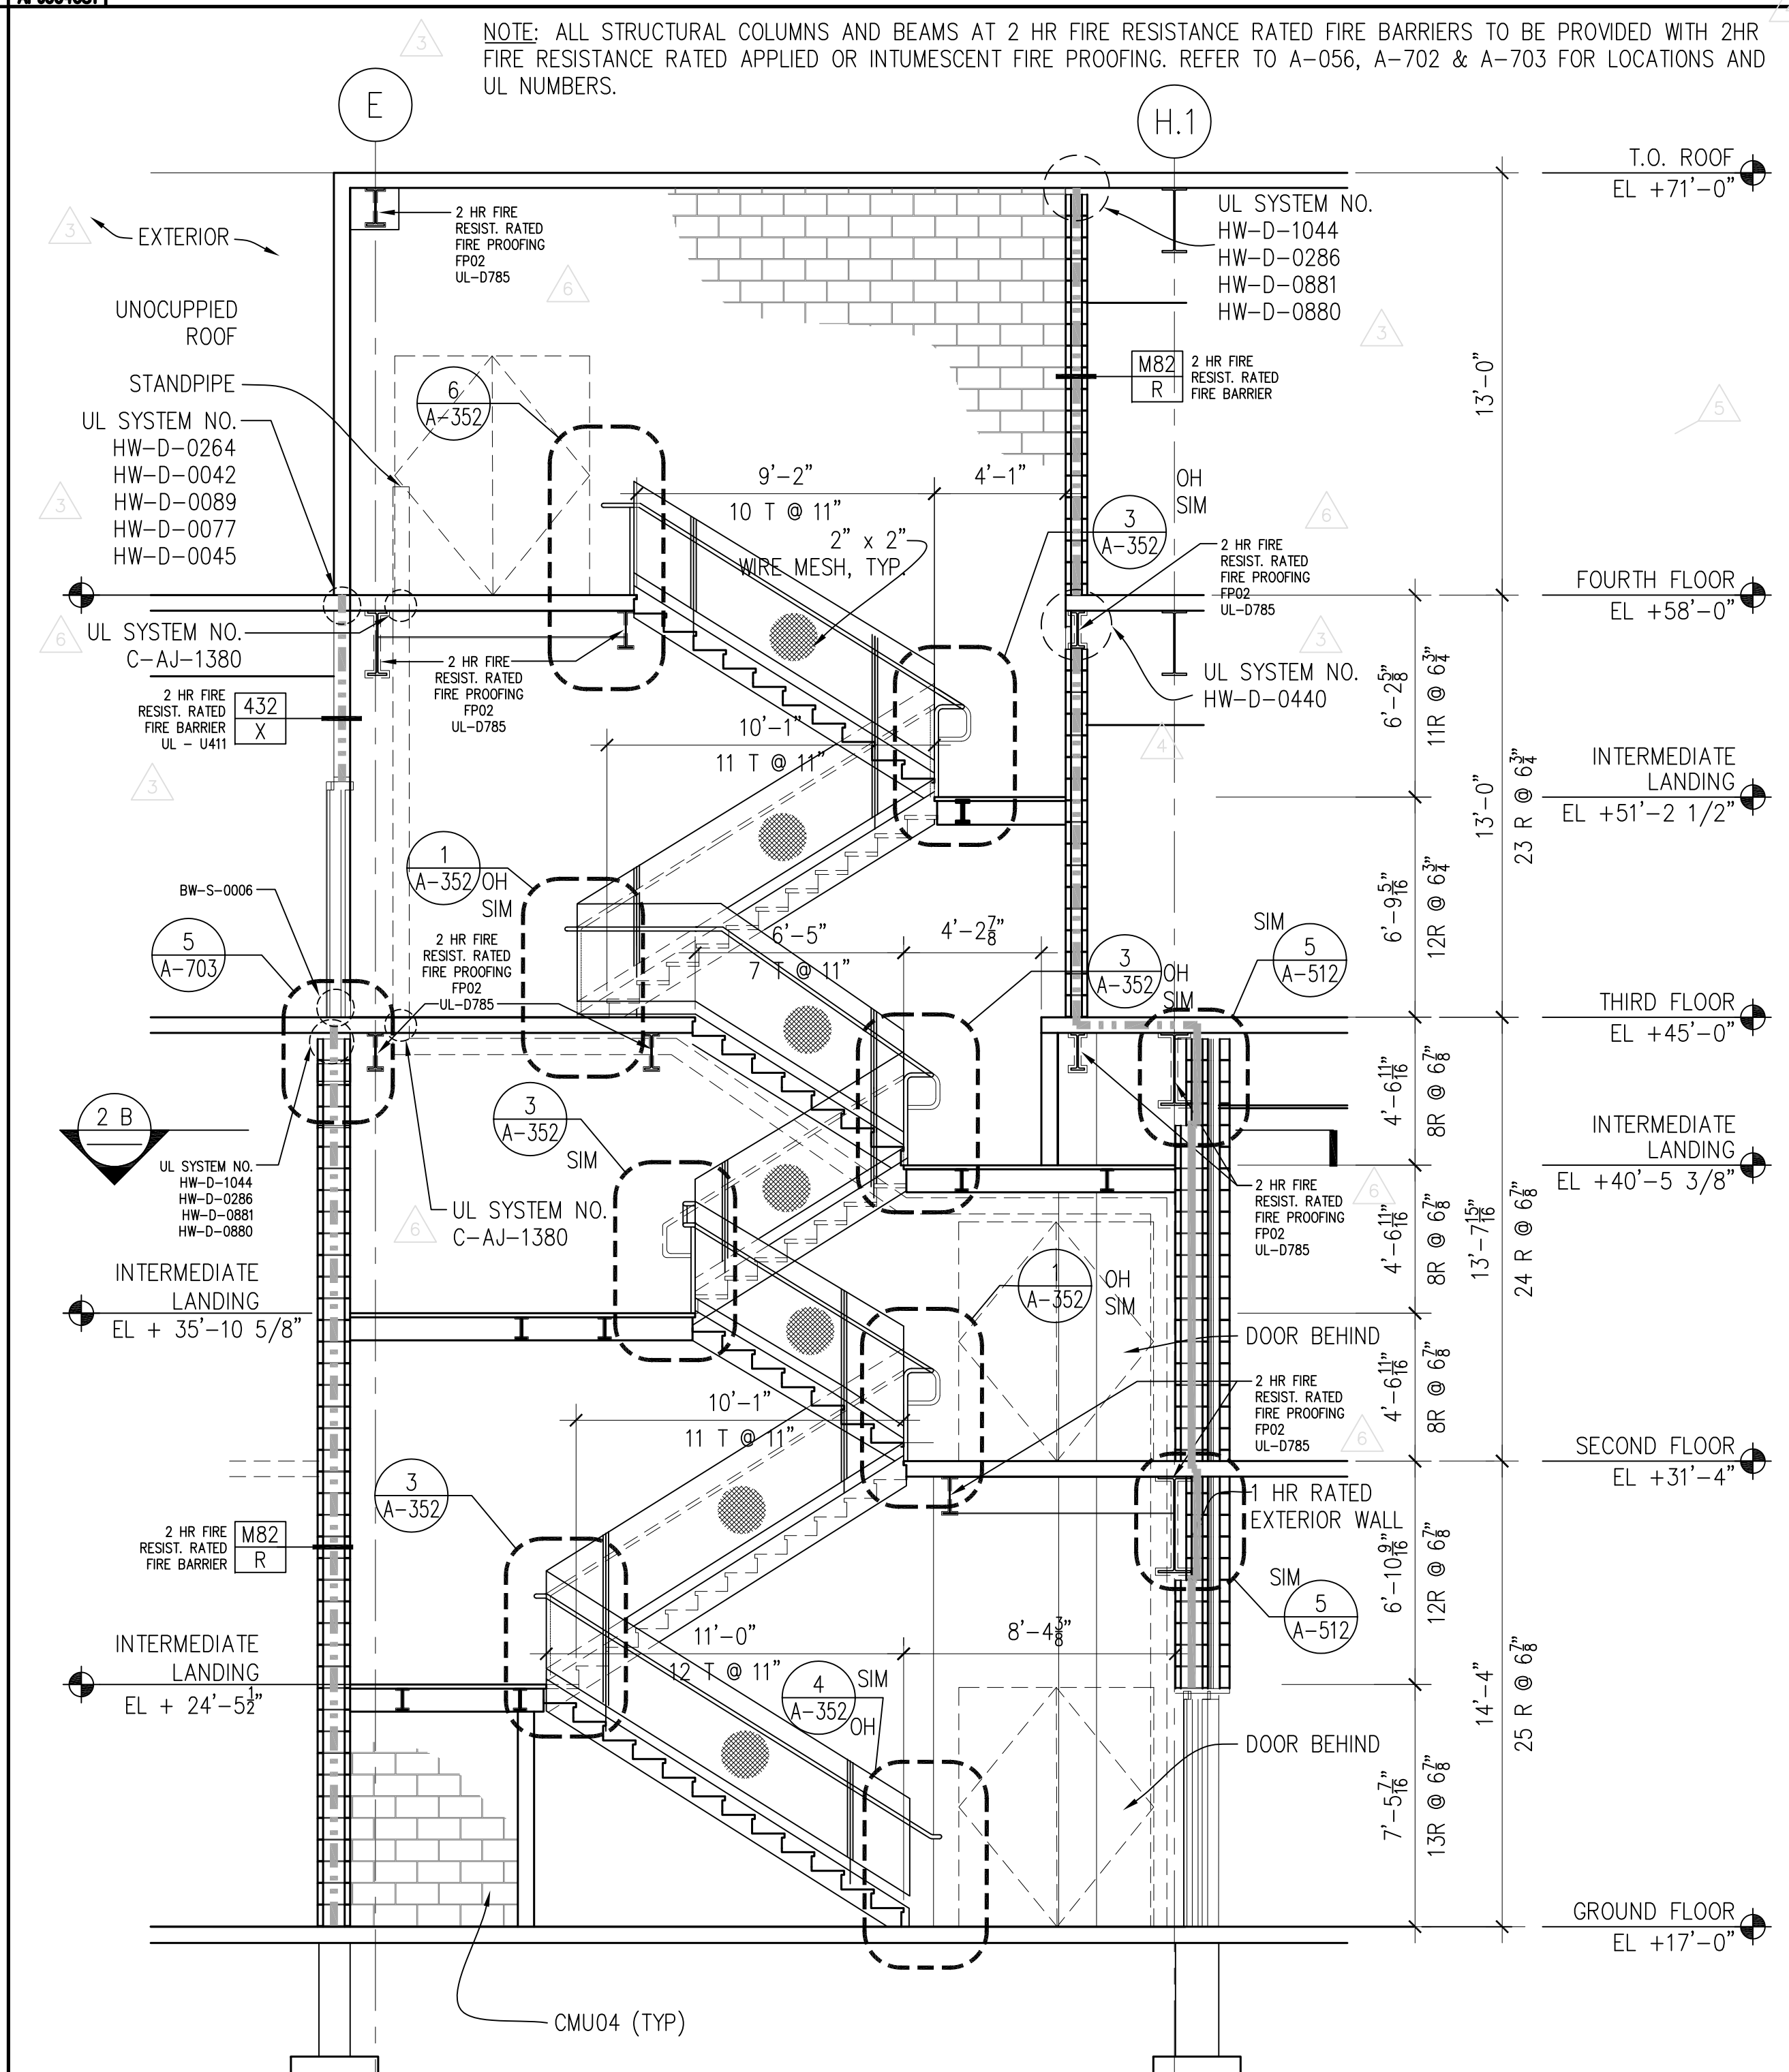 NOTE: ALL STRUCTURAL COLUMNS AND BEAMS AT 2 HR FIRE RESISTANCE RATED FIRE BARRIERS TO BE PROVIDED WITH 2HR
FIRE RESISTANCE RATED APPLIED OR INTUMESCENT FIRE PROOFING. REFER TO A-056, A-702 & A-703 FOR LOCATIONS AND
UL NUMBERS.
3
E
H.1
T.O. ROOF
EL +71'-0"
3
EXTERIOR
2 HR FIRE
RESIST. RATED
FIRE PROOFING
FP02
UL-D785
6
UL SYSTEM NO.
HW-D-1044
HW-D-0286
HW-D-0881
HW-D-0880
3
UNOCUPPIED
ROOF
STANDPIPE
6
A-352
M82
R
2 HR FIRE
RESIST. RATED
FIRE BARRIER
13'-0"
5
UL SYSTEM NO.
HW-D-0264
HW-D-0042
HW-D-0089
HW-D-0077
HW-D-0045
3
9'-2"
10 T @ 11"
4'-1"
2" x 2"
WIRE MESH, TYP.
OH
SIM
3
A-352
6
2 HR FIRE
RESIST. RATED
FIRE PROOFING
FP02
UL-D785
FOURTH FLOOR
EL +58'-0"
6
UL SYSTEM NO.
C-AJ-1380
2 HR FIRE
RESIST. RATED
FIRE PROOFING
FP02
UL-D785
3
UL SYSTEM NO.
HW-D-0440
2 HR FIRE
RESIST. RATED
FIRE BARRIER
UL - U411
432
X
10'-1"
11 T @ 11"
4
6'-2 5/8"
11R @ 6 3/4"
13'-0"
23 R @ 6 3/4"
INTERMEDIATE
LANDING
EL +51'-2 1/2"
3
1
A-352
OH
SIM
6'-9 5/16"
12R @ 6 3/4"
BW-S-0006
5
A-703
2 HR FIRE
RESIST. RATED
FIRE PROOFING
FP02
UL-D785
6'-5"
7 T @ 11"
4'-2 7/8"
3
A-352
OH
SIM
SIM
5
A-512
THIRD FLOOR
EL +45'-0"
2 B
3
A-352
SIM
4'-6 11/16"
8R @ 6 7/8"
INTERMEDIATE
LANDING
EL +40'-5 3/8"
UL SYSTEM NO.
HW-D-1044
HW-D-0286
HW-D-0881
HW-D-0880
6
UL SYSTEM NO.
C-AJ-1380
2 HR FIRE
RESIST. RATED
FIRE PROOFING
FP02
UL-D785
6
4'-6 11/16"
8R @ 6 7/8"
13'-7 15/16"
24 R @ 6 7/8"
INTERMEDIATE
LANDING
EL + 35'-10 5/8"
1
A-352
OH
SIM
DOOR BEHIND
2 HR FIRE
RESIST. RATED
FIRE PROOFING
FP02
UL-D785
6
4'-6 11/16"
8R @ 6 7/8"
10'-1"
11 T @ 11"
SECOND FLOOR
EL +31'-4"
3
A-352
1 HR RATED
EXTERIOR WALL
2 HR FIRE
RESIST. RATED
FIRE BARRIER
M82
R
SIM
5
A-512
6'-10 9/16"
12R @ 6 7/8"
INTERMEDIATE
LANDING
EL + 24'-5 1/2"
11'-0"
12 T @ 11"
8'-4 3/8"
4
A-352
SIM
OH
14'-4"
25 R @ 6 7/8"
DOOR BEHIND
7'-5 7/16"
13R @ 6 7/8"
GROUND FLOOR
EL +17'-0"
CMU04 (TYP)